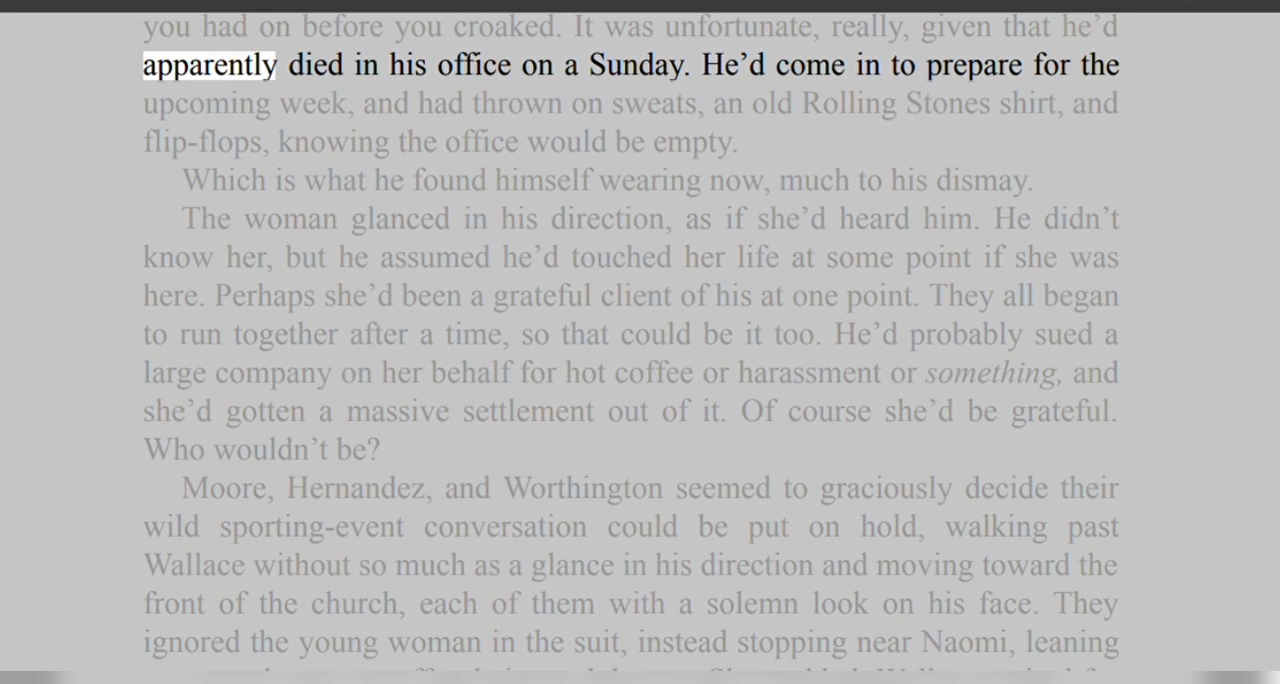 you had on before you croaked. It was unfortunate, really, given that he’d
apparently died in his office on a Sunday. He’d come in to prepare for the
upcoming week, and had thrown on sweats, an old Rolling Stones shirt, and
flip-flops, knowing the office would be empty.
Which is what he found himself wearing now, much to his dismay.
The woman glanced in his direction, as if she’d heard him. He didn’t
know her, but he assumed he’d touched her life at some point if she was
here. Perhaps she’d been a grateful client of his at one point. They all began
to run together after a time, so that could be it too. He’d probably sued a
large company on her behalf for hot coffee or harassment or something, and
she’d gotten a massive settlement out of it. Of course she’d be grateful.
Who wouldn’t be?
Moore, Hernandez, and Worthington seemed to graciously decide their
wild sporting-event conversation could be put on hold, walking past
Wallace without so much as a glance in his direction and moving toward the
front of the church, each of them with a solemn look on his face. They
ignored the young woman in the suit, instead stopping near Naomi, leaning